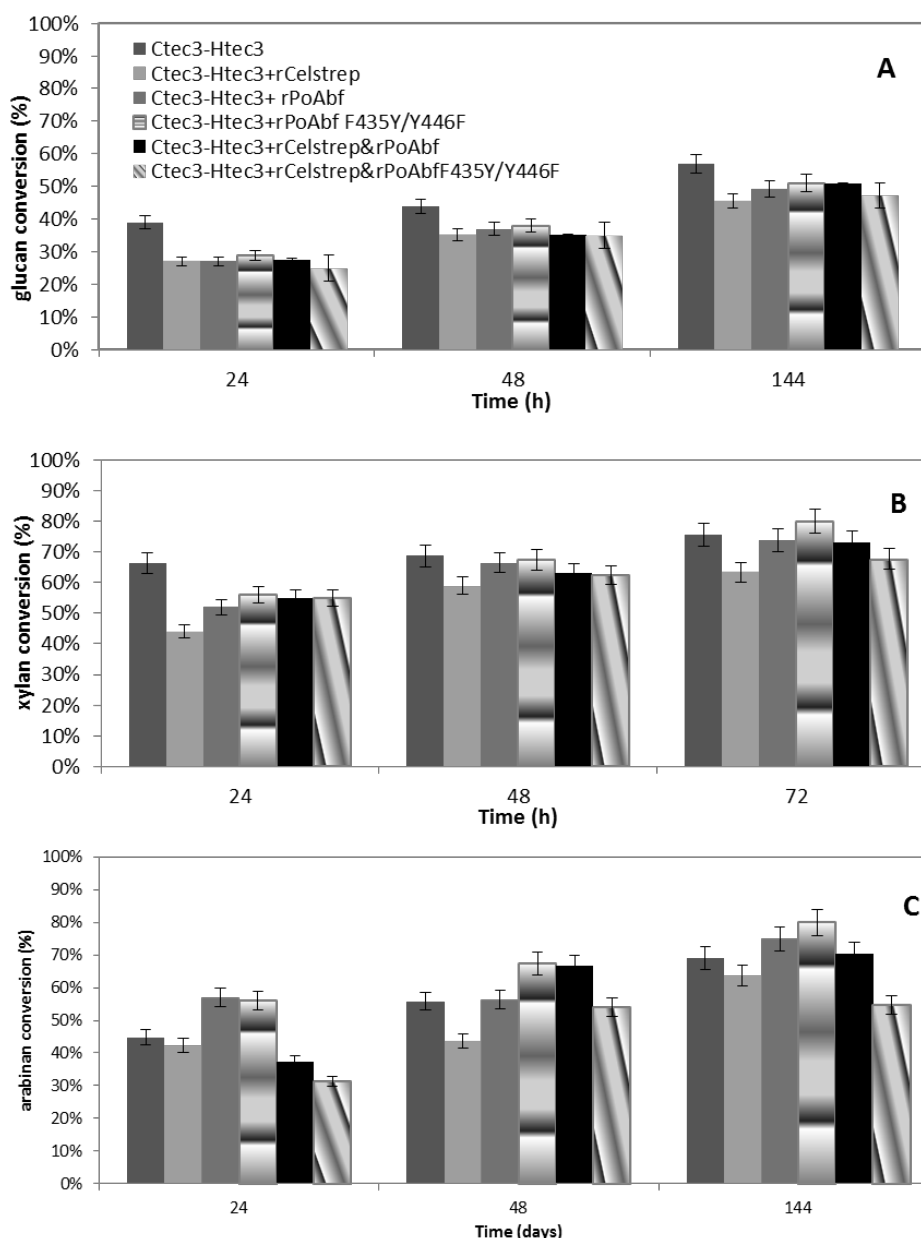 100%
90%
80%
70%
60%
50%
40%
30%
20%
10%
0%
glucan conversion (%)
Ctec3-Htec3
Ctec3-Htec3+rCelstrep
Ctec3-Htec3+ rPoAbf
Ctec3-Htec3+rPoAbf F435Y/Y446F
Ctec3-Htec3+rCelstrep&rPoAbf
Ctec3-Htec3+rCelstrep&rPoAbfF435Y/Y446F
A
24 48 144
Time (h)
100%
90%
80%
70%
60%
50%
40%
30%
20%
10%
0%
xylan conversion (%)
B
24 48 72
Time (h)
100%
90%
80%
70%
60%
50%
40%
30%
20%
10%
0%
arabinan conversion (%)
C
24 48 144
Time (days)